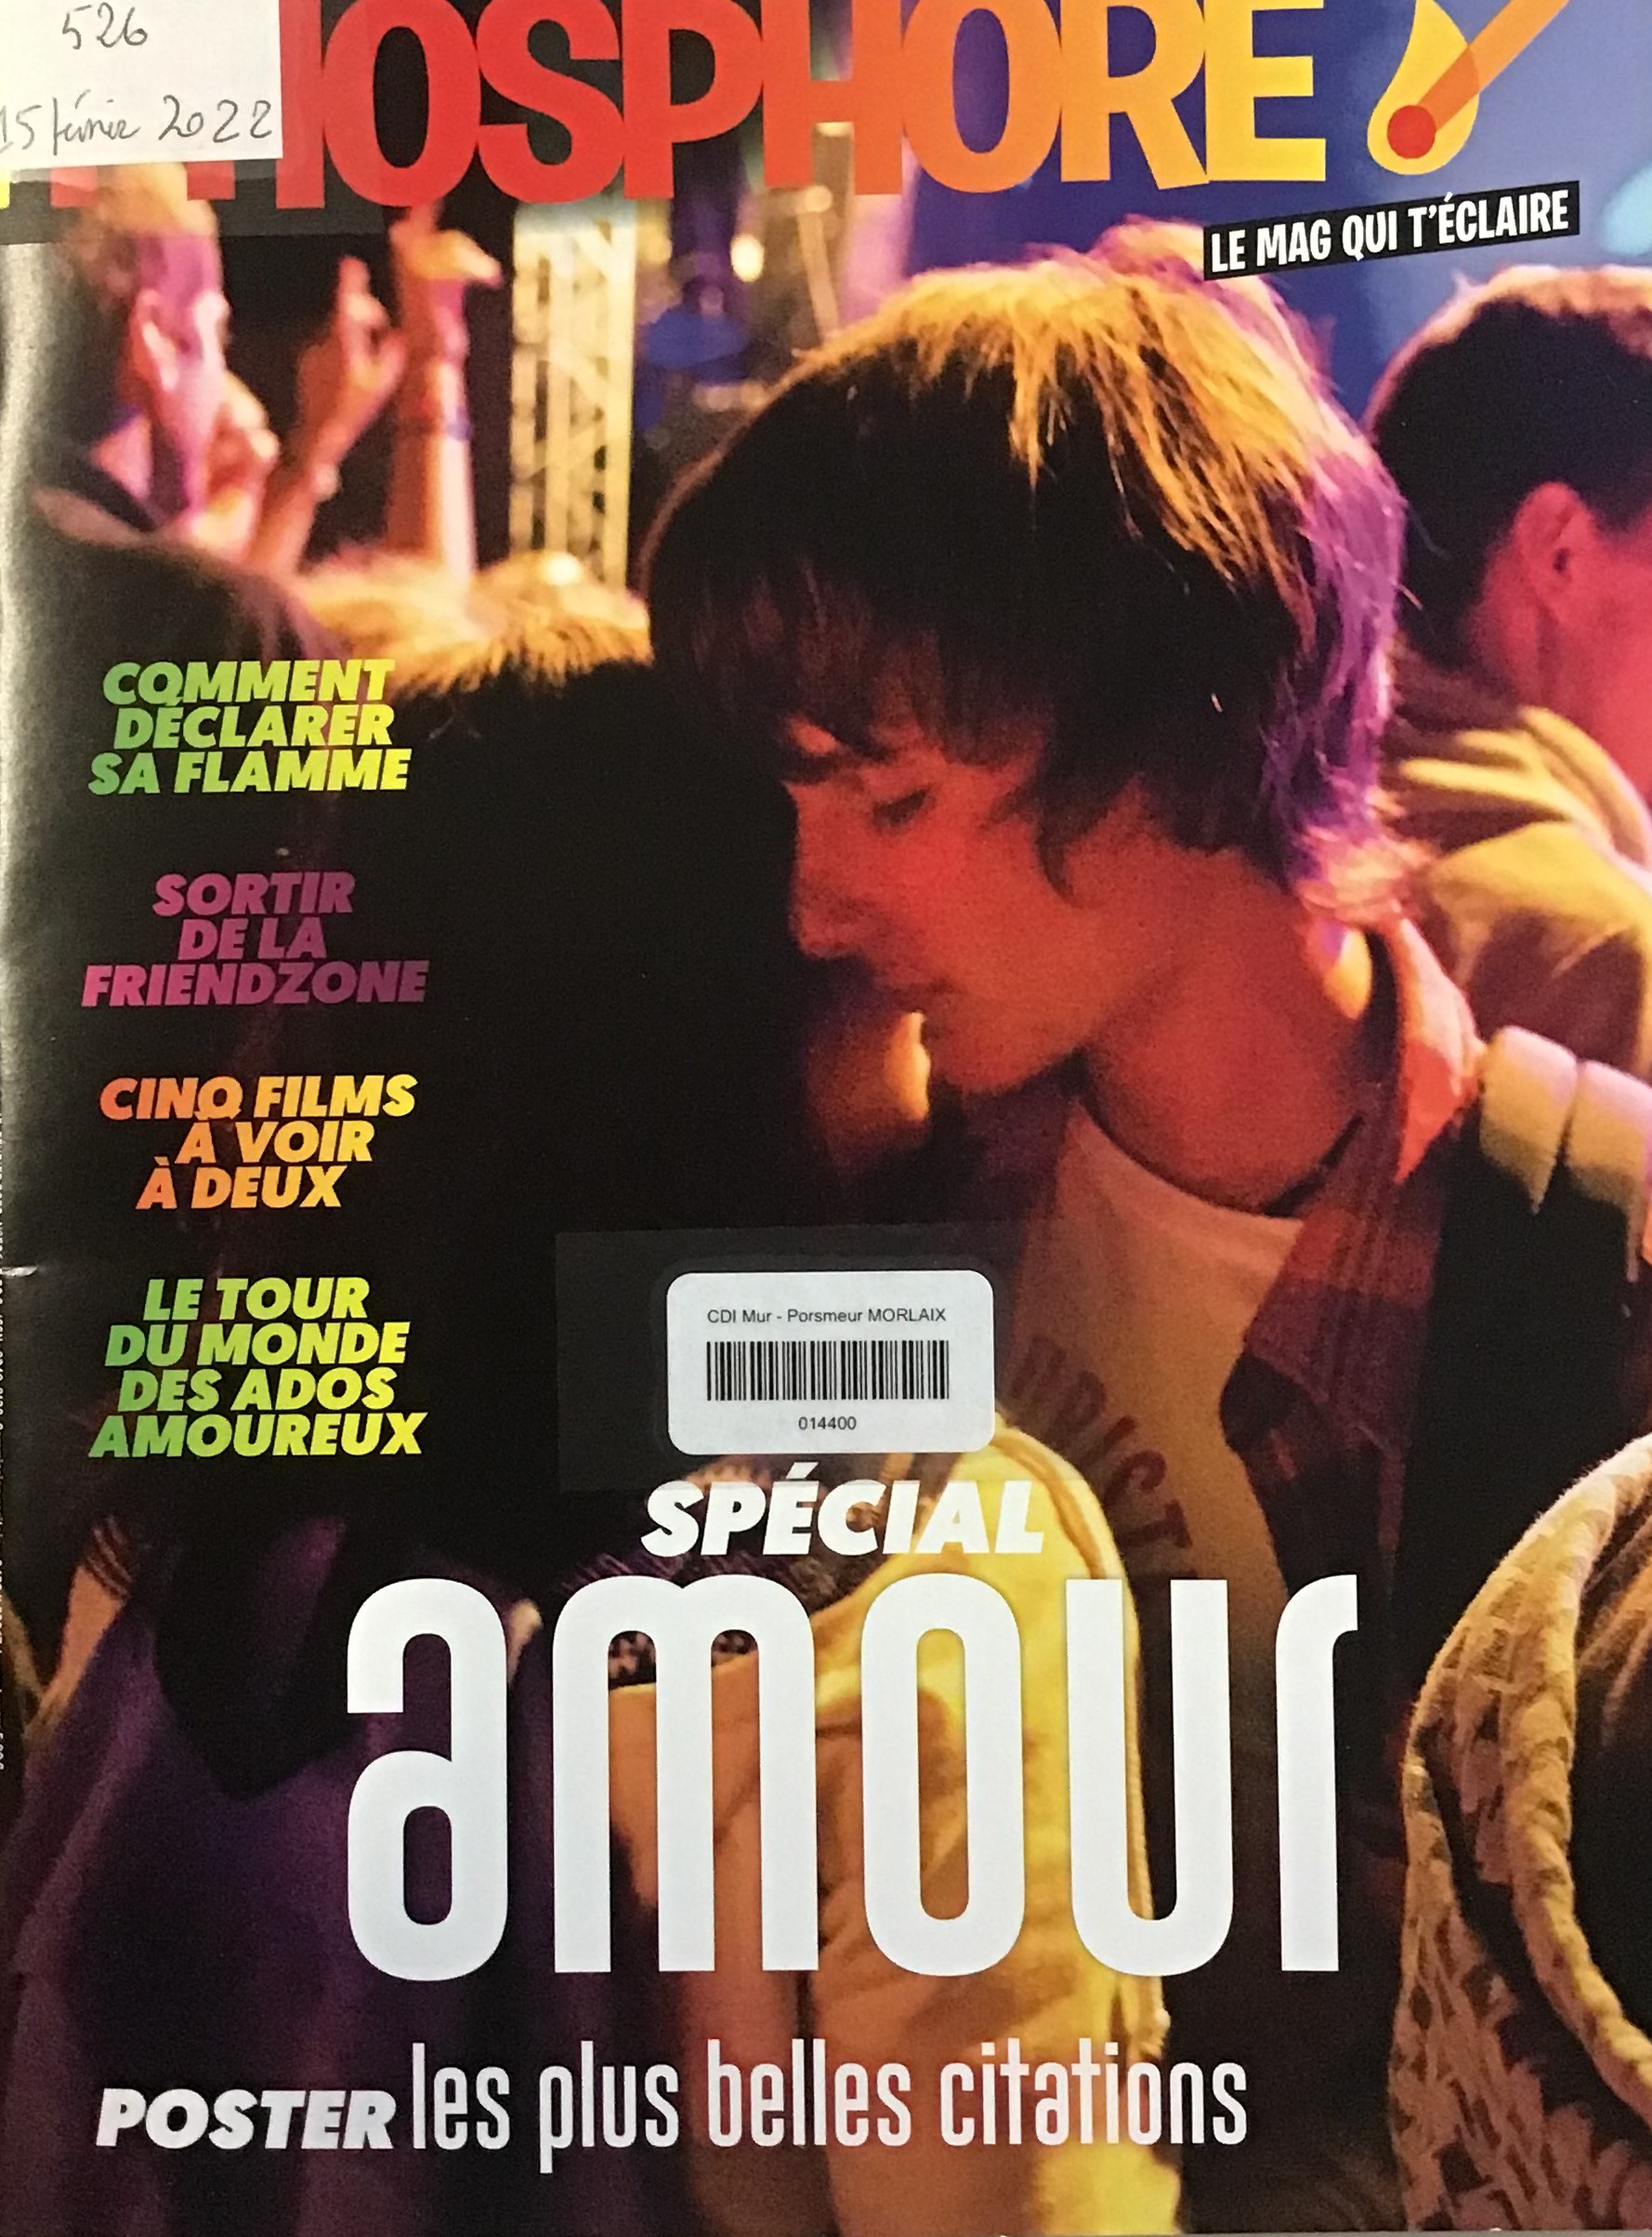 526
15 février 2022
PHOSPHORE
LE MAG QUI T'ÉCLAIRE
COMMENT
DÉCLARER
SA FLAMME
SORTIR
DE LA
FRIENDZONE
CINQ FILMS
À VOIR
À DEUX
LE TOUR
DU MONDE
DES ADOS
AMOUREUX
CDI Mur - Porsmeur MORLAIX
014400
SPÉCIAL
amour
POSTER les plus belles citations